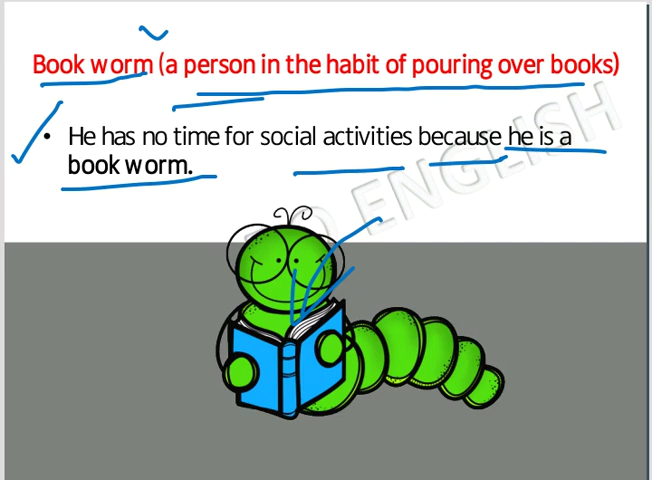 Book worm (a person in the habit of pouring over books)
• He has no time for social activities because he is a
book worm.
ENGLISH